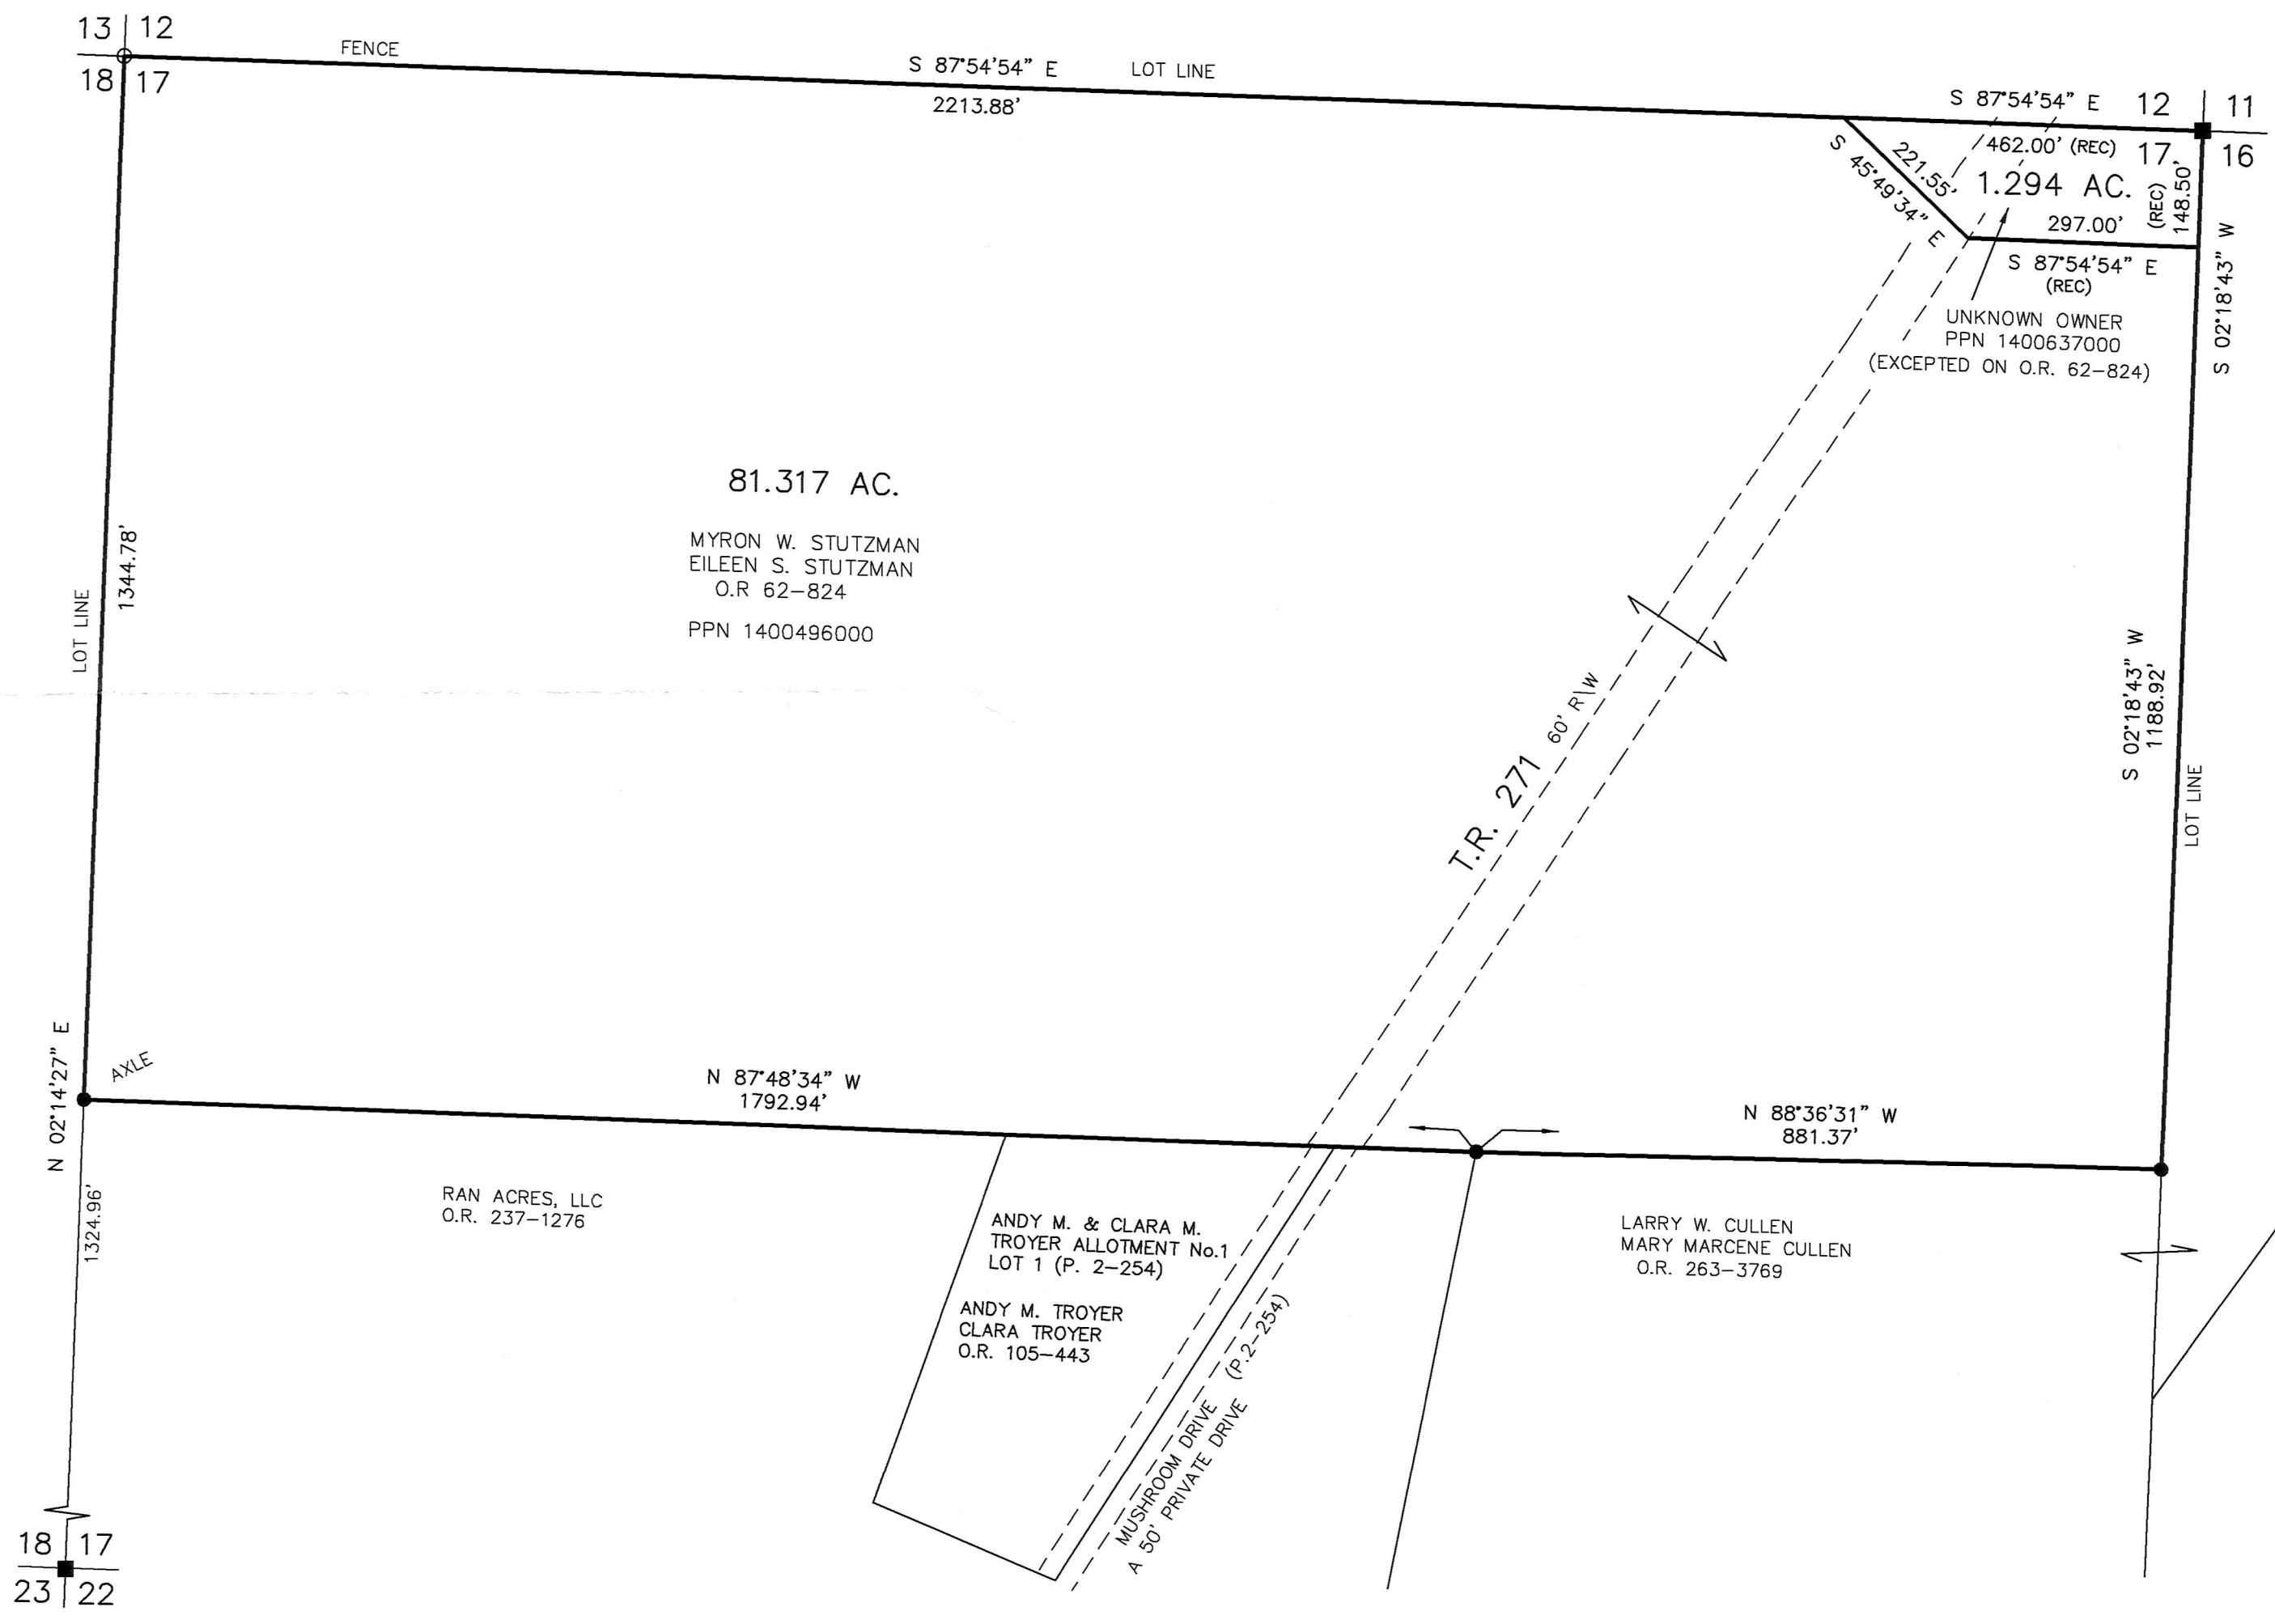 13 12
18 17
FENCE
S 87°54'54" E
LOT LINE
2213.88'
S 87°54'54" E
12 11
17 16
462.00' (REC)
S 45°49'34" E
221.55'
1.294 AC.
(REC)
148.50'
297.00'
S 87°54'54" E
(REC)
S 02°18'43" W
UNKNOWN OWNER
PPN 1400637000
(EXCEPTED ON O.R. 62-824)
81.317 AC.
MYRON W. STUTZMAN
EILEEN S. STUTZMAN
O.R 62-824
PPN 1400496000
1344.78'
LOT LINE
T.R. 271
60' R\W
S 02°18'43" W
1188.92'
LOT LINE
N 02°14'27" E
AXLE
N 87°48'34" W
1792.94'
N 88°36'31" W
881.37'
1324.96'
RAN ACRES, LLC
O.R. 237-1276
ANDY M. & CLARA M.
TROYER ALLOTMENT No.1
LOT 1 (P. 2-254)
ANDY M. TROYER
CLARA TROYER
O.R. 105-443
LARRY W. CULLEN
MARY MARCENE CULLEN
O.R. 263-3769
MUSHROOM DRIVE (P.2-254)
A 50' PRIVATE DRIVE
18 17
23 22